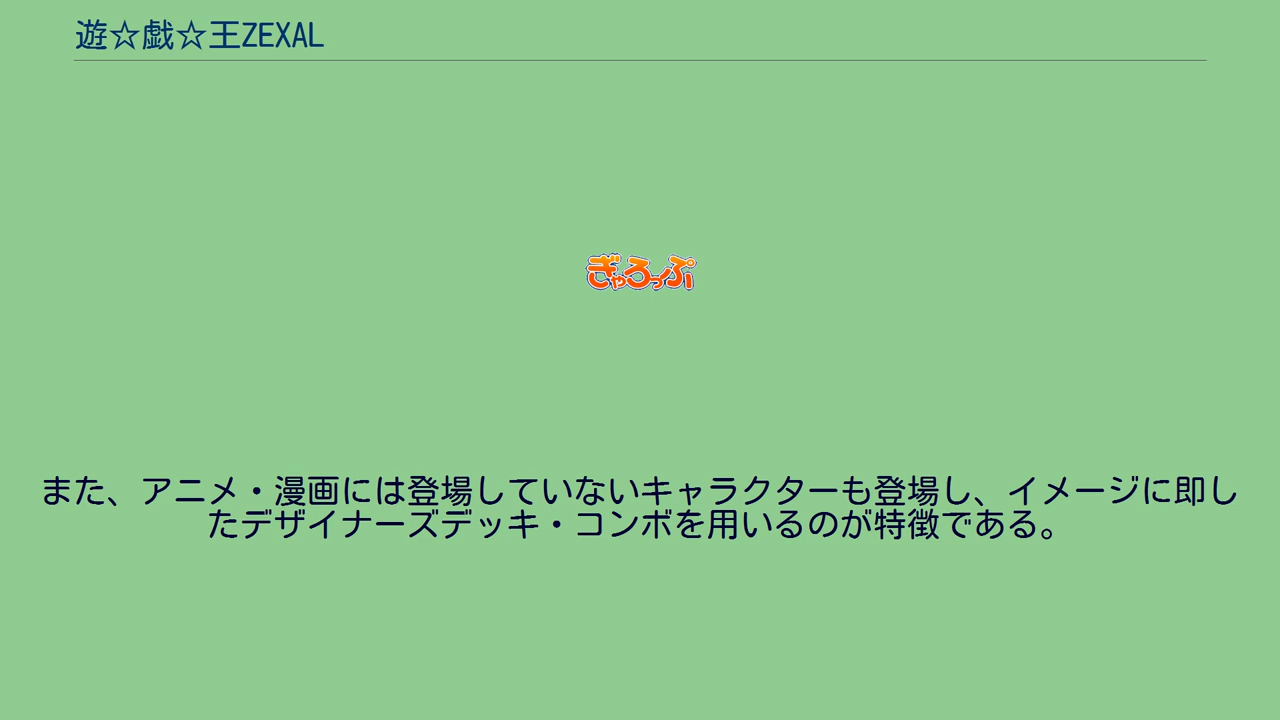 遊☆戯☆王ZEXAL
ぎゃろっぷ
また、アニメ・漫画には登場していないキャラクターも登場し、イメージに即し
たデザイナーズデッキ・コンボを用いるのが特徴である。